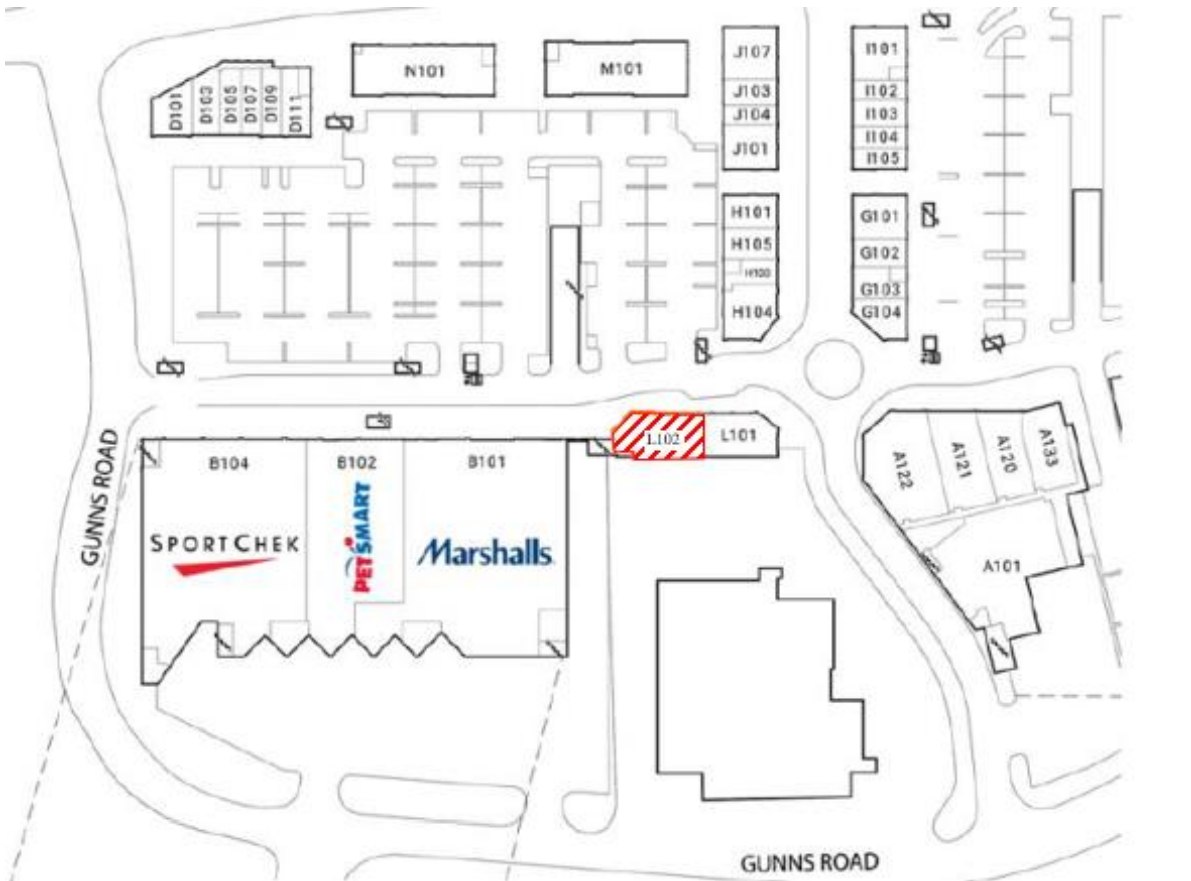 N101
M101
J107
J103
J104
J101
I101
I102
I103
I104
I105
D101
D103
D105
D107
D109
D111
H101
H105
H104
G101
G102
G103
G104
L102
L101
B104
B102
B101
SPORTCHEK
PETSMART
Marshalls
A122
A121
A120
A133
A101
GUNNS ROAD
GUNNS ROAD